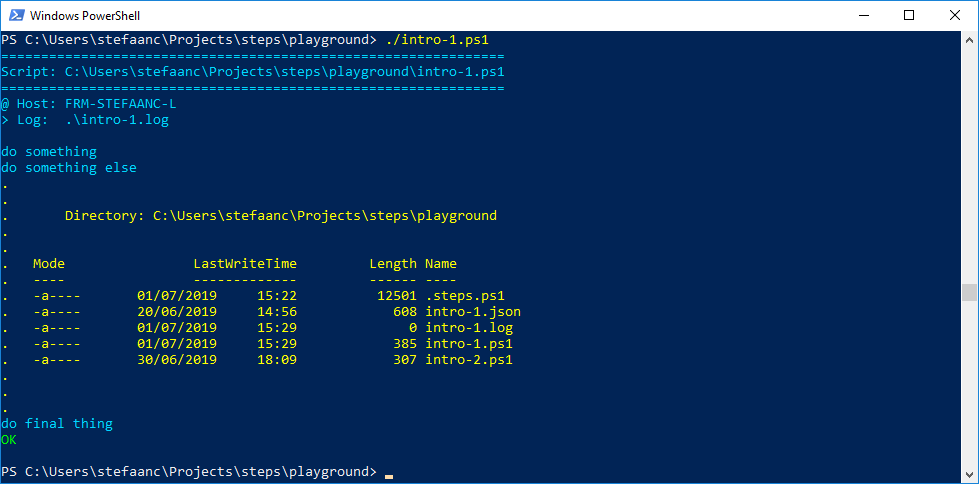 Windows PowerShell
PS C:\Users\stefaanc\Projects\steps\playground> ./intro-1.ps1
===============================================================
Script: C:\Users\stefaanc\Projects\steps\playground\intro-1.ps1
===============================================================
@ Host: FRM-STEFAANC-L
> Log:  .\intro-1.log

do something
do something else
.
.
.       Directory: C:\Users\stefaanc\Projects\steps\playground
.
.
.   Mode                LastWriteTime         Length Name
.   ----                -------------         ------ ----
.   -a----       01/07/2019     15:22          12501 .steps.ps1
.   -a----       20/06/2019     14:56            608 intro-1.json
.   -a----       01/07/2019     15:29              0 intro-1.log
.   -a----       01/07/2019     15:29            385 intro-1.ps1
.   -a----       30/06/2019     18:09            307 intro-2.ps1
.
.
.
do final thing
OK

PS C:\Users\stefaanc\Projects\steps\playground> _